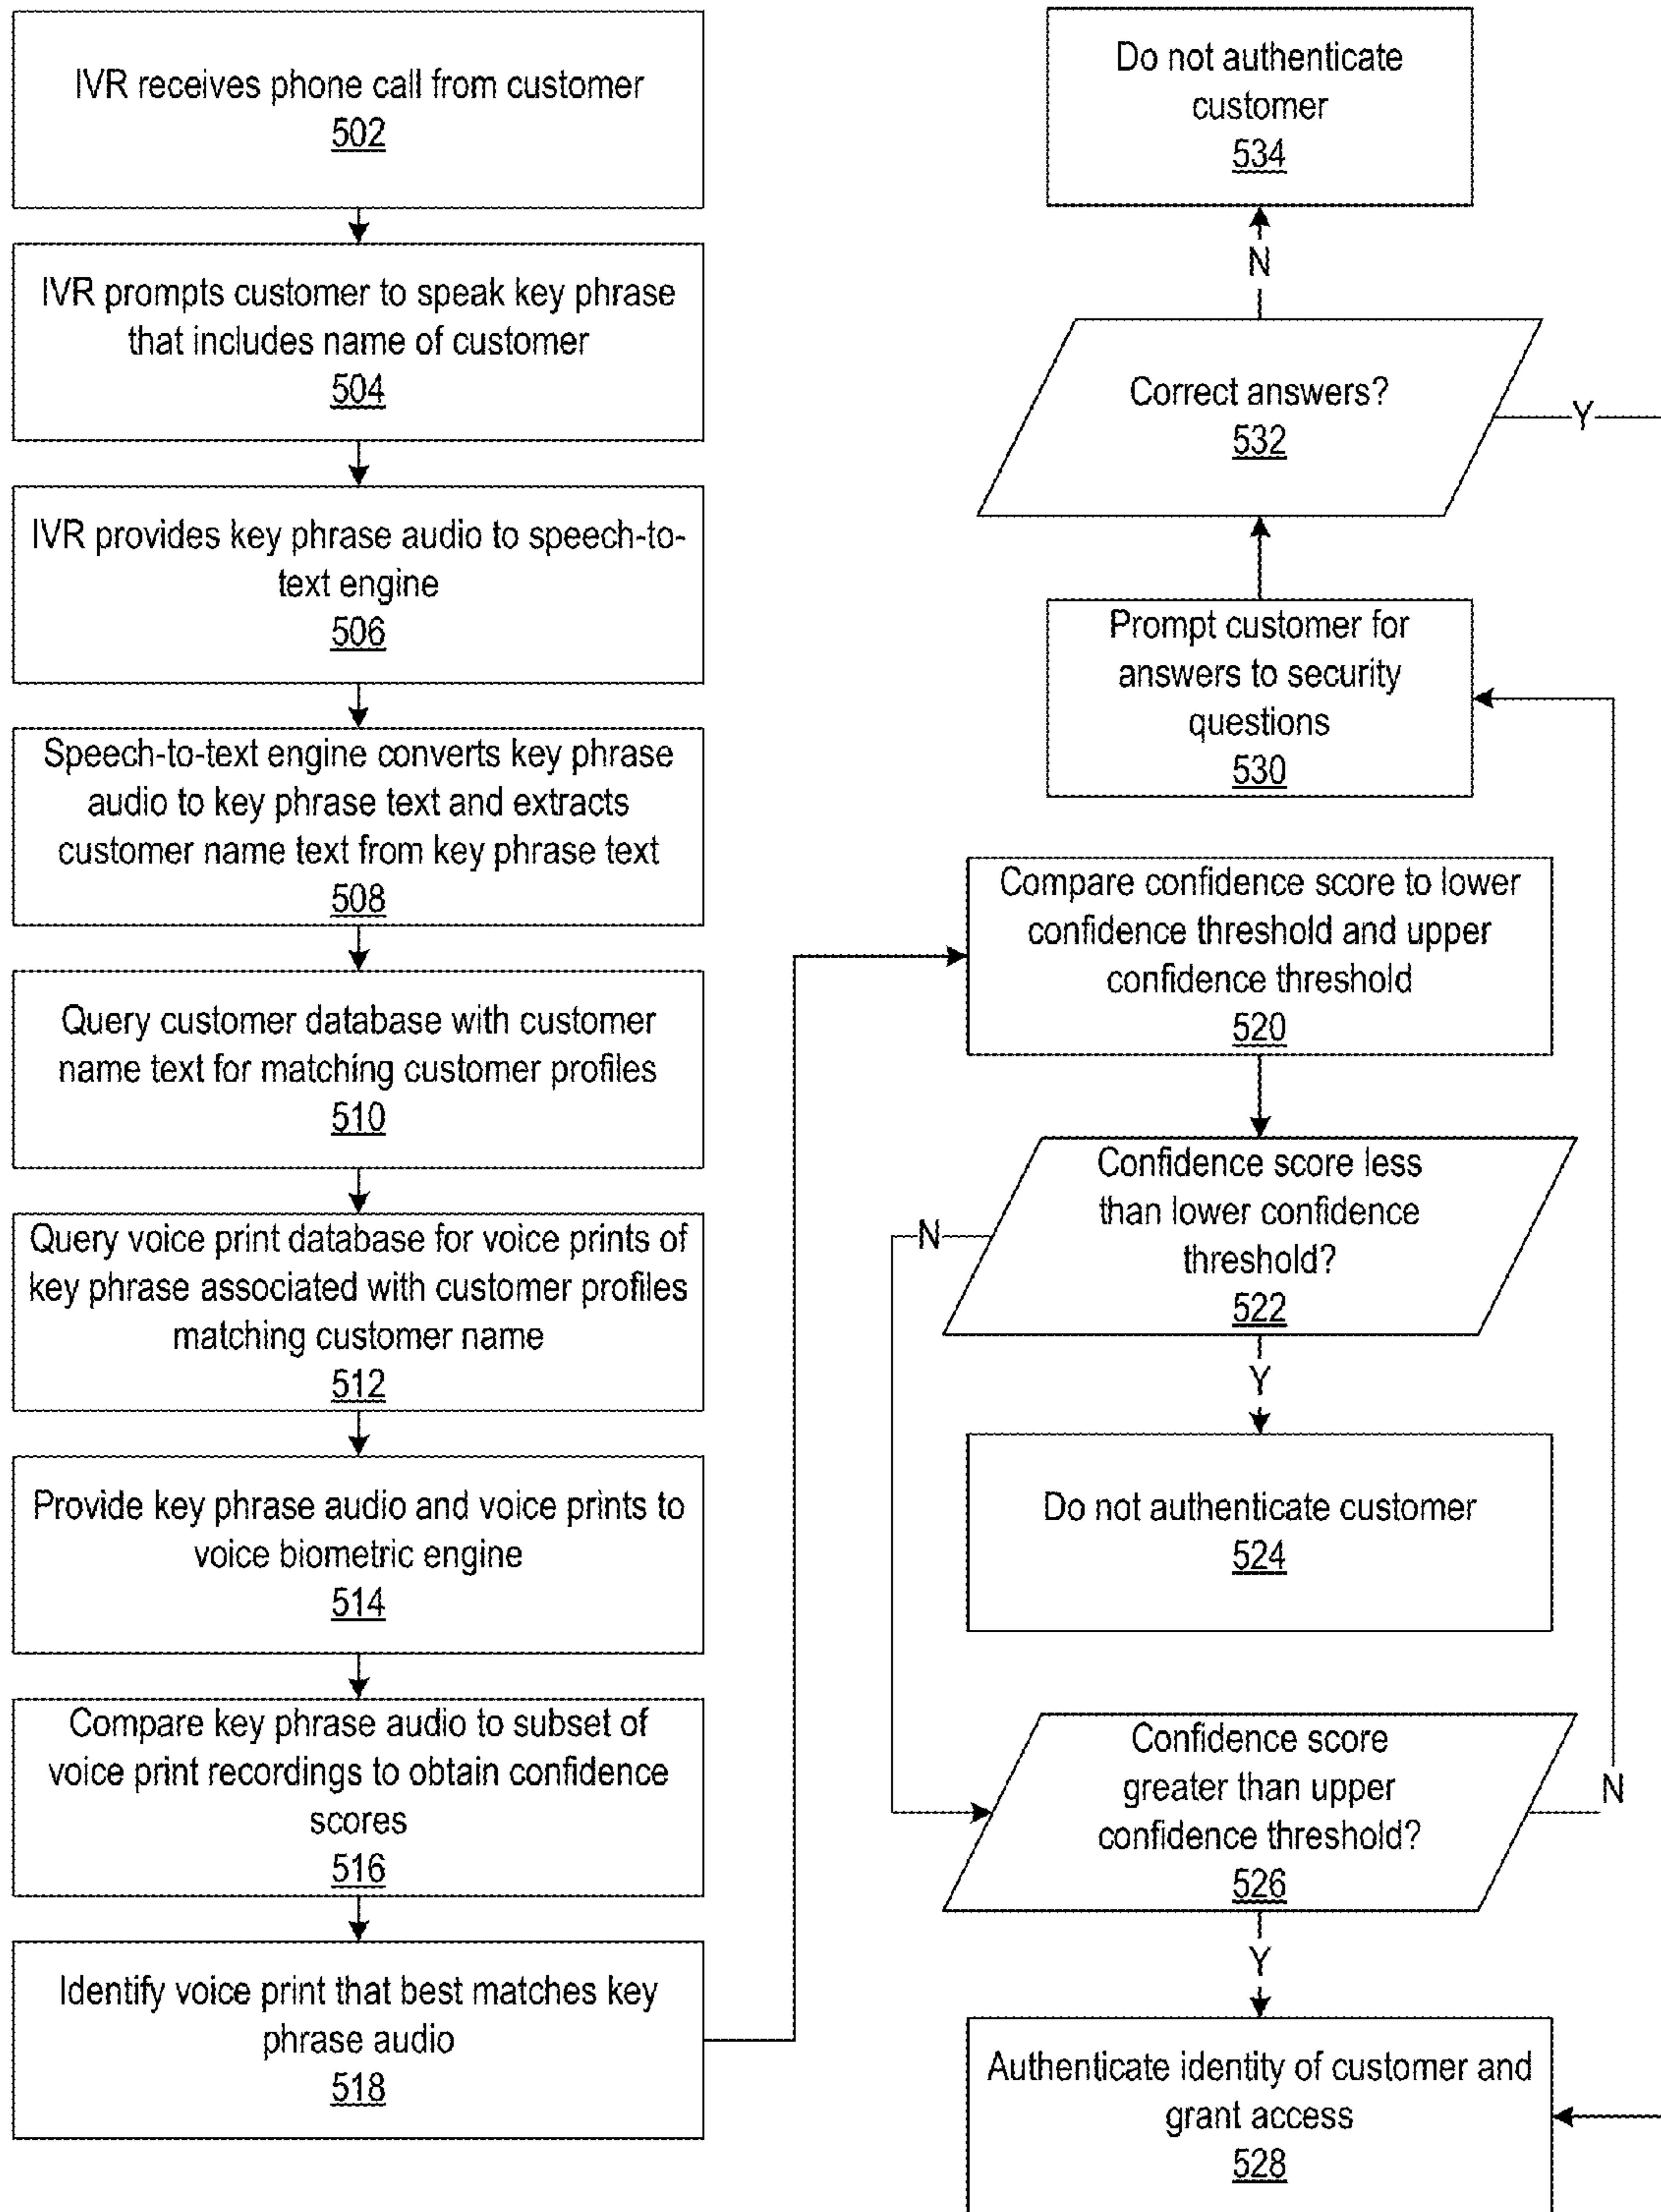 IVR receives phone call from customer
502
IVR prompts customer to speak key phrase
that includes name of customer
504
IVR provides key phrase audio to speech-to-
text engine
506
Speech-to-text engine converts key phrase
audio to key phrase text and extracts
customer name text from key phrase text
508
Query customer database with customer
name text for matching customer profiles
510
Query voice print database for voice prints of
key phrase associated with customer profiles
matching customer name
512
Provide key phrase audio and voice prints to
voice biometric engine
514
Compare key phrase audio to subset of
voice print recordings to obtain confidence
scores
516
Identify voice print that best matches key
phrase audio
518
Do not authenticate
customer
534
N
Correct answers?
532
Y
Prompt customer for
answers to security
questions
530
Compare confidence score to lower
confidence threshold and upper
confidence threshold
520
Confidence score less
than lower confidence
threshold?
522
N
Y
Do not authenticate customer
524
Confidence score
greater than upper
confidence threshold?
526
N
Y
Authenticate identity of customer and
grant access
528